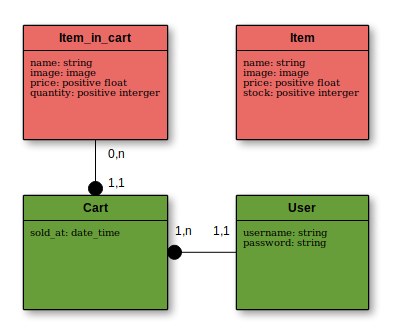 Item_in_cart
name: string
image: image
price: positive float
quantity: positive interger
Item
name: string
image: image
price: positive float
stock: positive interger
0,n
1,1
Cart
sold_at: date_time
1,n
1,1
User
username: string
password: string